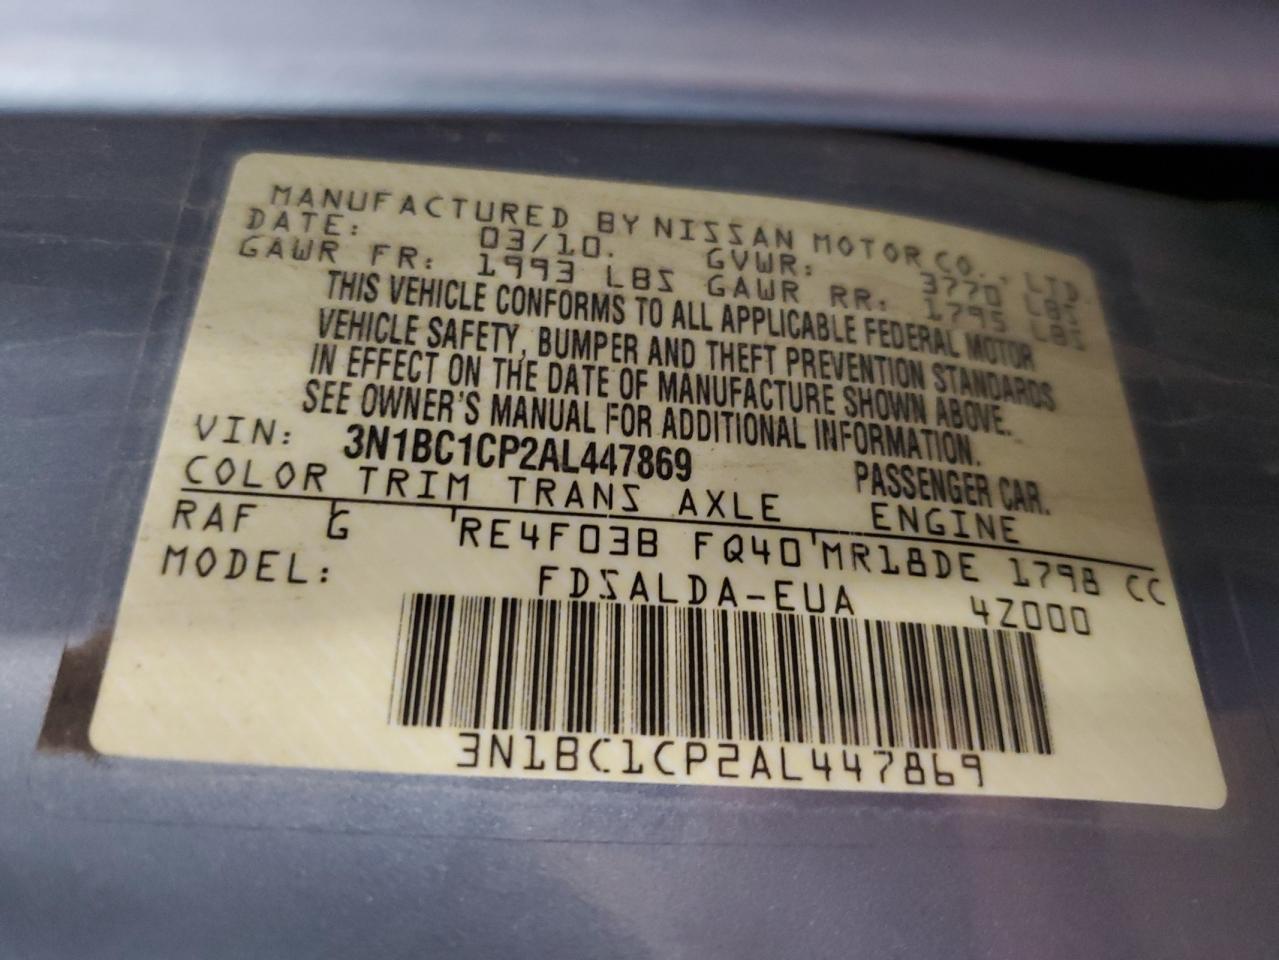 MANUFACTURED BY NISSAN MOTOR CO., LTD
DATE: 03/10. GVWR: 3770 LBS
GAWR FR: 1993 LBS GAWR RR: 1795 LBS
THIS VEHICLE CONFORMS TO ALL APPLICABLE FEDERAL MOTOR
VEHICLE SAFETY, BUMPER AND THEFT PREVENTION STANDARDS
IN EFFECT ON THE DATE OF MANUFACTURE SHOWN ABOVE.
SEE OWNER'S MANUAL FOR ADDITIONAL INFORMATION.
VIN: 3N1BC1CP2AL447869 PASSENGER CAR.
COLOR TRIM TRANS AXLE ENGINE
RAF G RE4F03B FQ40 MR18DE 1798 CC
MODEL: FDSALDA-EUA 4Z000
3N1BC1CP2AL447869